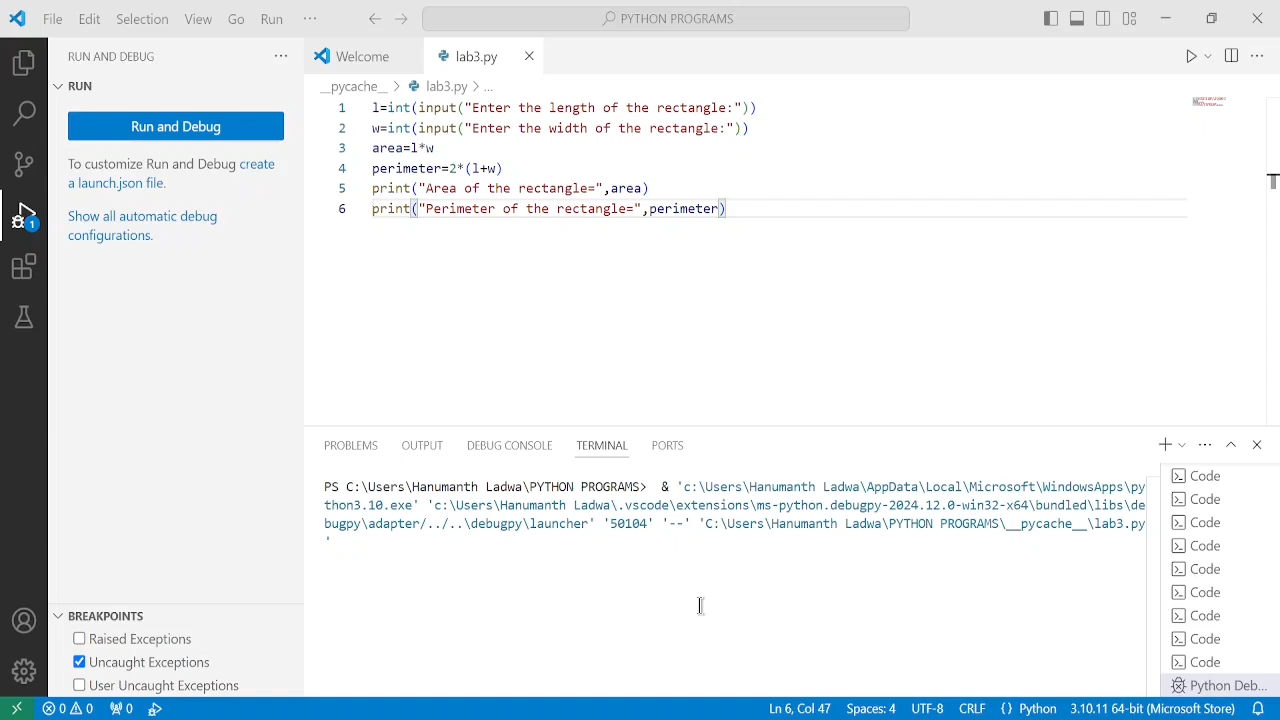 File Edit Selection View Go Run ··· PYTHON PROGRAMS
RUN AND DEBUG ···
Welcome lab3.py
RUN
__pycache__ > lab3.py > ...
Run and Debug
To customize Run and Debug create
a launch.json file.
Show all automatic debug
configurations.
1
1 l=int(input("Enter the length of the rectangle:"))
2 w=int(input("Enter the width of the rectangle:"))
3 area=l*w
4 perimeter=2*(l+w)
5 print("Area of the rectangle=",area)
6 print("Perimeter of the rectangle=",perimeter)
PROBLEMS OUTPUT DEBUG CONSOLE TERMINAL PORTS
PS C:\Users\Hanumanth Ladwa\PYTHON PROGRAMS>  & 'c:\Users\Hanumanth Ladwa\AppData\Local\Microsoft\WindowsApps\py
thon3.10.exe' 'c:\Users\Hanumanth Ladwa\.vscode\extensions\ms-python.debugpy-2024.12.0-win32-x64\bundled\libs\de
bugpy\adapter/../..\debugpy\launcher' '50104' '--' 'C:\Users\Hanumanth Ladwa\PYTHON PROGRAMS\__pycache__\lab3.py
'
Code
Code
Code
Code
Code
Code
Code
Code
Code
Python Deb...
BREAKPOINTS
Raised Exceptions
Uncaught Exceptions
User Uncaught Exceptions
0 0 0 Ln 6, Col 47 Spaces: 4 UTF-8 CRLF {} Python 3.10.11 64-bit (Microsoft Store)